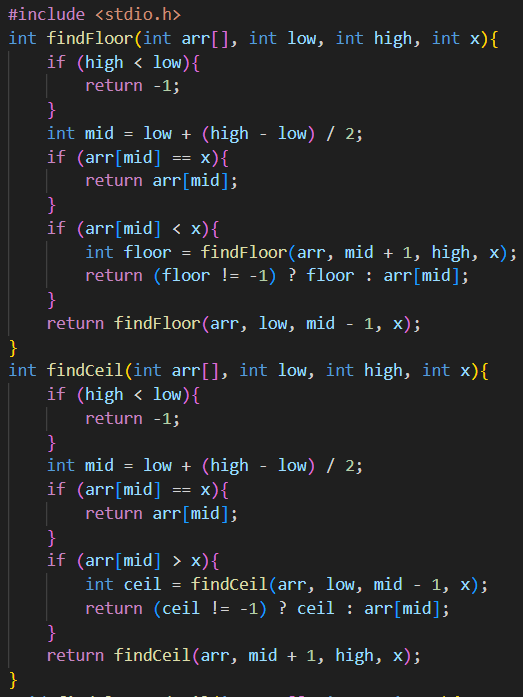 #include <stdio.h>
int findFloor(int arr[], int low, int high, int x){
    if (high < low){
        return -1;
    }
    int mid = low + (high - low) / 2;
    if (arr[mid] == x){
        return arr[mid];
    }
    if (arr[mid] < x){
        int floor = findFloor(arr, mid + 1, high, x);
        return (floor != -1) ? floor : arr[mid];
    }
    return findFloor(arr, low, mid - 1, x);
}
int findCeil(int arr[], int low, int high, int x){
    if (high < low){
        return -1;
    }
    int mid = low + (high - low) / 2;
    if (arr[mid] == x){
        return arr[mid];
    }
    if (arr[mid] > x){
        int ceil = findCeil(arr, low, mid - 1, x);
        return (ceil != -1) ? ceil : arr[mid];
    }
    return findCeil(arr, mid + 1, high, x);
}